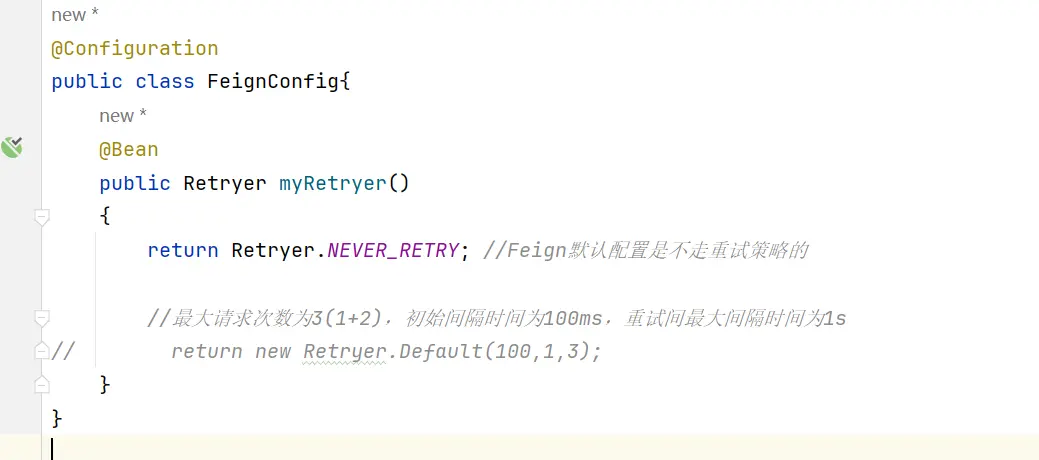 new *
@Configuration
public class FeignConfig{
new *
@Bean
public Retryer myRetryer()
{
return Retryer.NEVER_RETRY; //Feign默认配置是不走重试策略的
//最大请求次数为3(1+2)，初始间隔时间为100ms，重试间最大间隔时间为1s
// return new Retryer.Default(100,1,3);
}
}